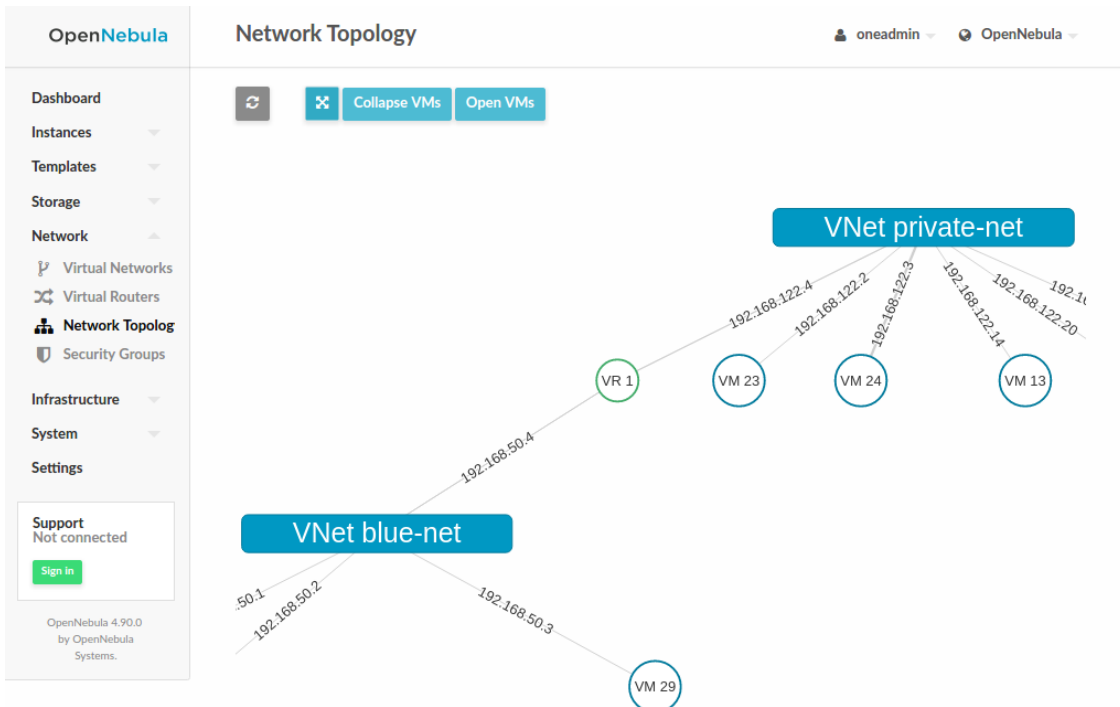 OpenNebula
Network Topology
oneadmin
OpenNebula
Dashboard
Instances
Templates
Storage
Network
Virtual Networks
Virtual Routers
Network Topolog
Security Groups
Infrastructure
System
Settings
Support
Not connected
Sign in
OpenNebula 4.90.0
by OpenNebula
Systems.
Collapse VMs
Open VMs
VNet private-net
192.168.122.4
192.168.122.2
192.168.122.3
192.168.122.14
192.168.122.20
VR 1
VM 23
VM 24
VM 13
192.168.50.4
VNet blue-net
.50.1
192.168.50.2
192.168.50.3
VM 29